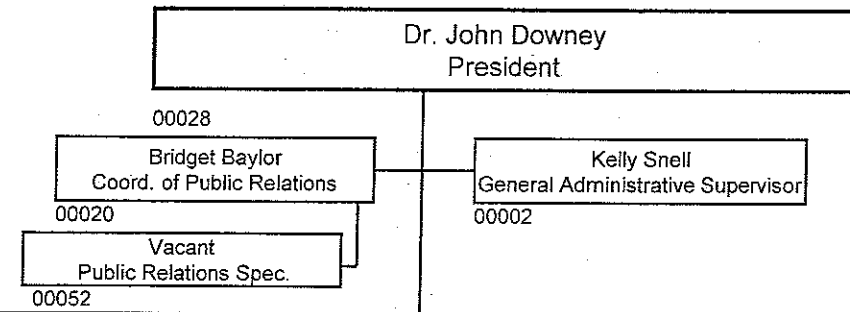 Dr. John Downey
President
00028
Bridget Baylor
Coord. of Public Relations
00020
Kelly Snell
General Administrative Supervisor
00002
Vacant
Public Relations Spec.
00052